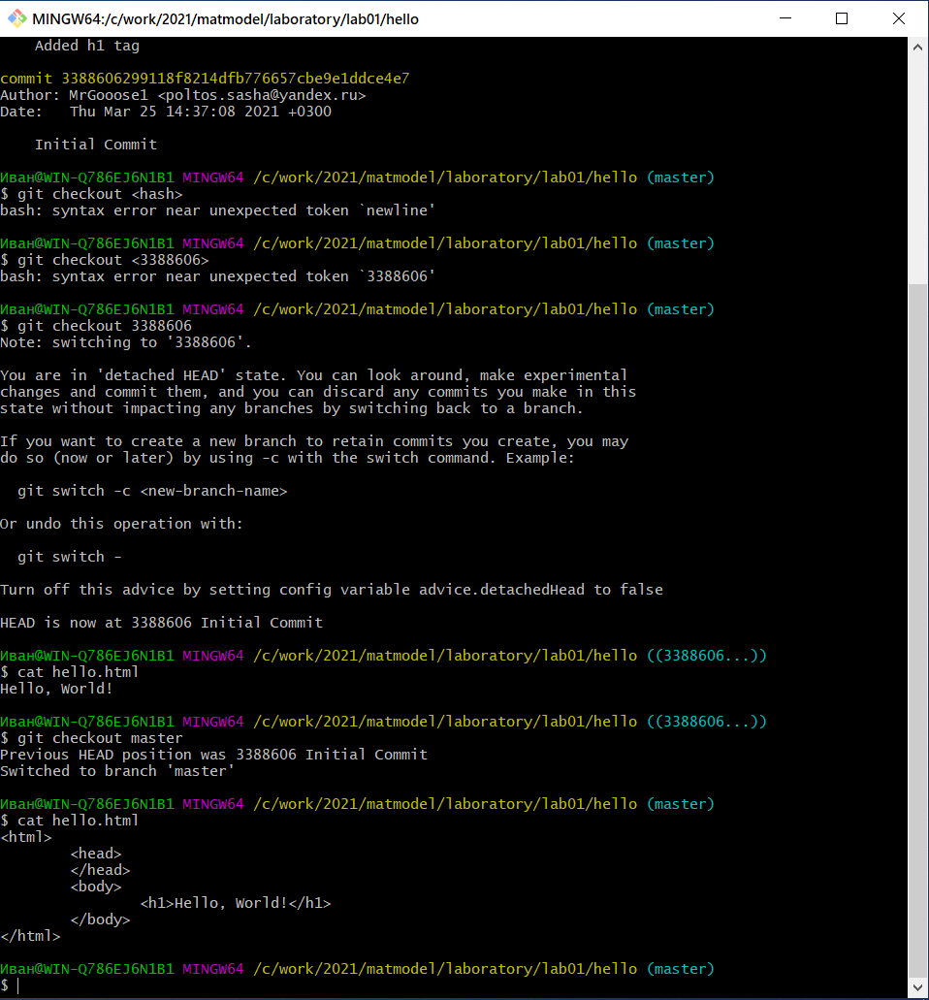 MINGW64:/c/work/2021/matmodel/laboratory/lab01/hello
    Added h1 tag

commit 3388606299118f8214dfb776657cbe9e1ddce4e7
Author: MrGooose1 <poltos.sasha@yandex.ru>
Date:   Thu Mar 25 14:37:08 2021 +0300

    Initial Commit

Иван@WIN-Q786EJ6N1B1 MINGW64 /c/work/2021/matmodel/laboratory/lab01/hello (master)
$ git checkout <hash>
bash: syntax error near unexpected token `newline'

Иван@WIN-Q786EJ6N1B1 MINGW64 /c/work/2021/matmodel/laboratory/lab01/hello (master)
$ git checkout <3388606>
bash: syntax error near unexpected token `3388606'

Иван@WIN-Q786EJ6N1B1 MINGW64 /c/work/2021/matmodel/laboratory/lab01/hello (master)
$ git checkout 3388606
Note: switching to '3388606'.

You are in 'detached HEAD' state. You can look around, make experimental
changes and commit them, and you can discard any commits you make in this
state without impacting any branches by switching back to a branch.

If you want to create a new branch to retain commits you create, you may
do so (now or later) by using -c with the switch command. Example:

  git switch -c <new-branch-name>

Or undo this operation with:

  git switch -

Turn off this advice by setting config variable advice.detachedHead to false

HEAD is now at 3388606 Initial Commit

Иван@WIN-Q786EJ6N1B1 MINGW64 /c/work/2021/matmodel/laboratory/lab01/hello ((3388606...))
$ cat hello.html
Hello, World!

Иван@WIN-Q786EJ6N1B1 MINGW64 /c/work/2021/matmodel/laboratory/lab01/hello ((3388606...))
$ git checkout master
Previous HEAD position was 3388606 Initial Commit
Switched to branch 'master'

Иван@WIN-Q786EJ6N1B1 MINGW64 /c/work/2021/matmodel/laboratory/lab01/hello (master)
$ cat hello.html
<html>
        <head>
        </head>
        <body>
                <h1>Hello, World!</h1>
        </body>
</html>

Иван@WIN-Q786EJ6N1B1 MINGW64 /c/work/2021/matmodel/laboratory/lab01/hello (master)
$